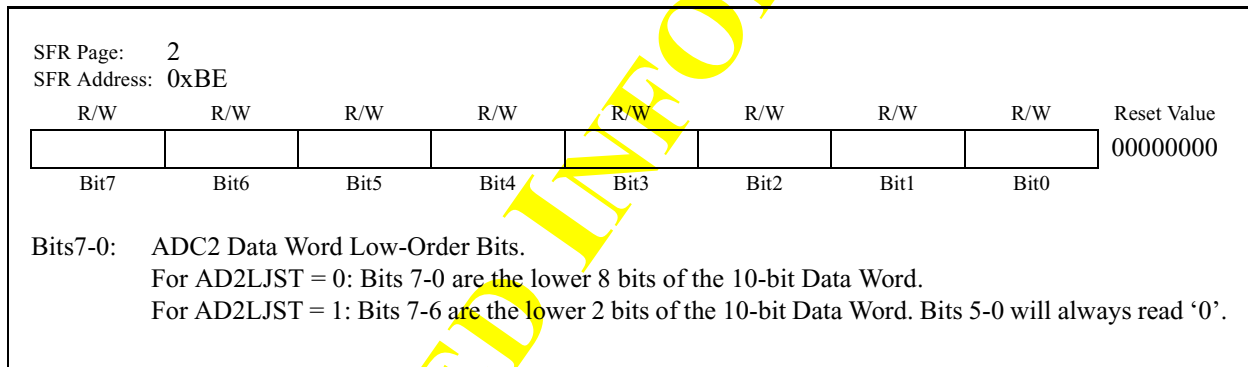 SFR Page: 2
SFR Address: 0xBE
R/W R/W R/W R/W R/W R/W R/W R/W Reset Value
00000000
Bit7 Bit6 Bit5 Bit4 Bit3 Bit2 Bit1 Bit0
Bits7-0: ADC2 Data Word Low-Order Bits.
For AD2LJST = 0: Bits 7-0 are the lower 8 bits of the 10-bit Data Word.
For AD2LJST = 1: Bits 7-6 are the lower 2 bits of the 10-bit Data Word. Bits 5-0 will always read ‘0’.